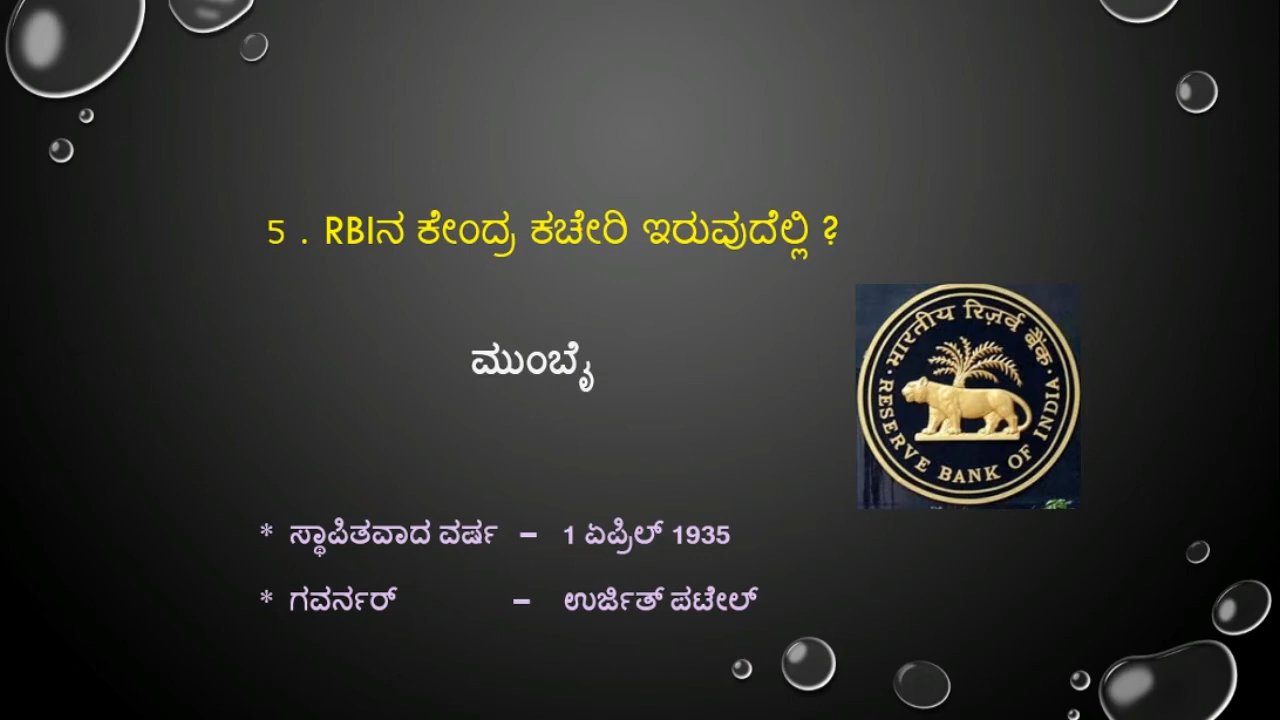 5 . RBIನ ಕೇಂದ್ರ ಕಚೇರಿ ಇರುವುದೆಲ್ಲಿ ?
ಮುಂಬೈ
भारतीय रिज़र्व बैंक
RESERVE BANK OF INDIA
* ಸ್ಥಾಪಿತವಾದ ವರ್ಷ – 1 ಏಪ್ರಿಲ್ 1935
* ಗವರ್ನರ್ – ಉರ್ಜಿತ್ ಪಟೇಲ್